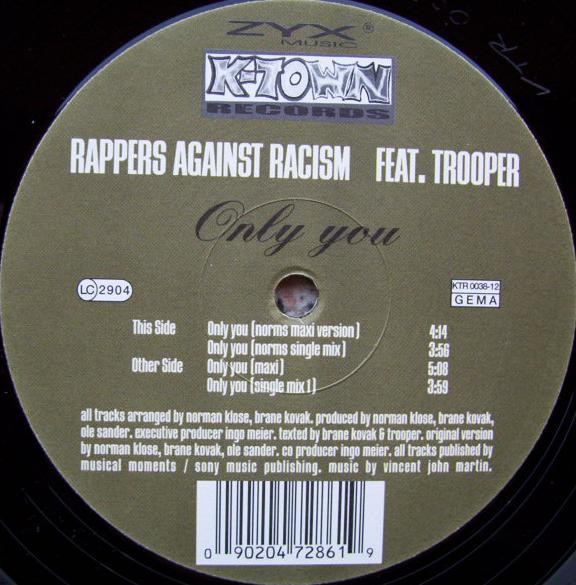 ZYX®
MUSIC
K-TOWN
RECORDS
RAPPERS AGAINST RACISM FEAT. TROOPER
Only you
LC 2904
KTR 0038-12
GEMA
This Side Only you (norms maxi version) 4:14
Only you (norms single mix) 3:56
Other Side Only you (maxi) 5:08
Only you (single mix 1) 3:59
all tracks arranged by norman klose, brane kovak. produced by norman klose, brane kovak,
ole sander. executive producer ingo meier. texted by brane kovak & trooper. original version
by norman klose, brane kovak, ole sander. co producer ingo meier. all tracks published by
musical moments / sony music publishing. music by vincent john martin.
0 90204 72861 9